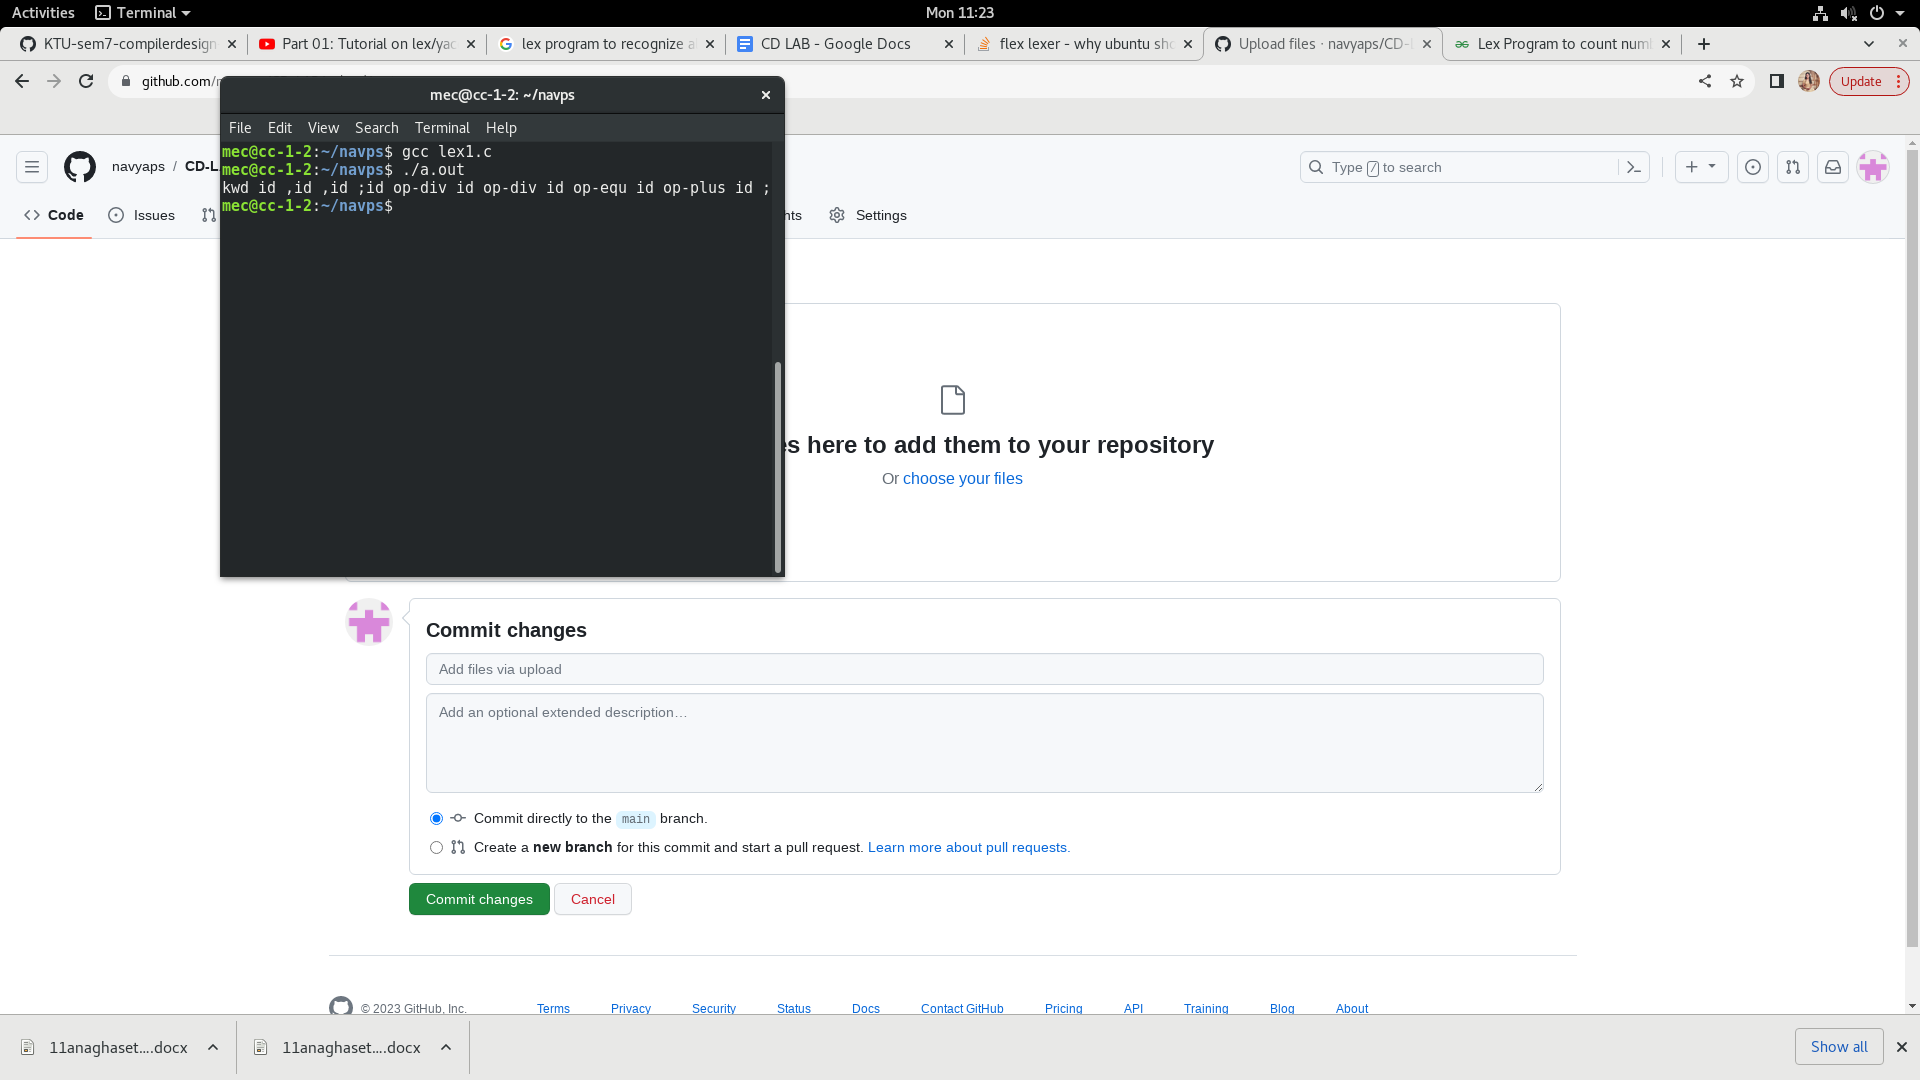 Activities
Terminal
Mon 11:23
KTU-sem7-compilerdesign
Part 01: Tutorial on lex/yac
lex program to recognize a
CD LAB - Google Docs
flex lexer - why ubuntu sho
Upload files · navyaps/CD-L
Lex Program to count num
github.com/
Update
mec@cc-1-2: ~/navps
File Edit View Search Terminal Help
mec@cc-1-2:~/navps$ gcc lex1.c
mec@cc-1-2:~/navps$ ./a.out
kwd id ,id ,id ;id op-div id op-div id op-equ id op-plus id ;
mec@cc-1-2:~/navps$
navyaps / CD-L
Type / to search
Code
Issues
nts
Settings
es here to add them to your repository
Or choose your files
Commit changes
Add files via upload
Add an optional extended description…
Commit directly to the main branch.
Create a new branch for this commit and start a pull request. Learn more about pull requests.
Commit changes
Cancel
© 2023 GitHub, Inc.
Terms
Privacy
Security
Status
Docs
Contact GitHub
Pricing
API
Training
Blog
About
11anaghaset....docx
11anaghaset....docx
Show all